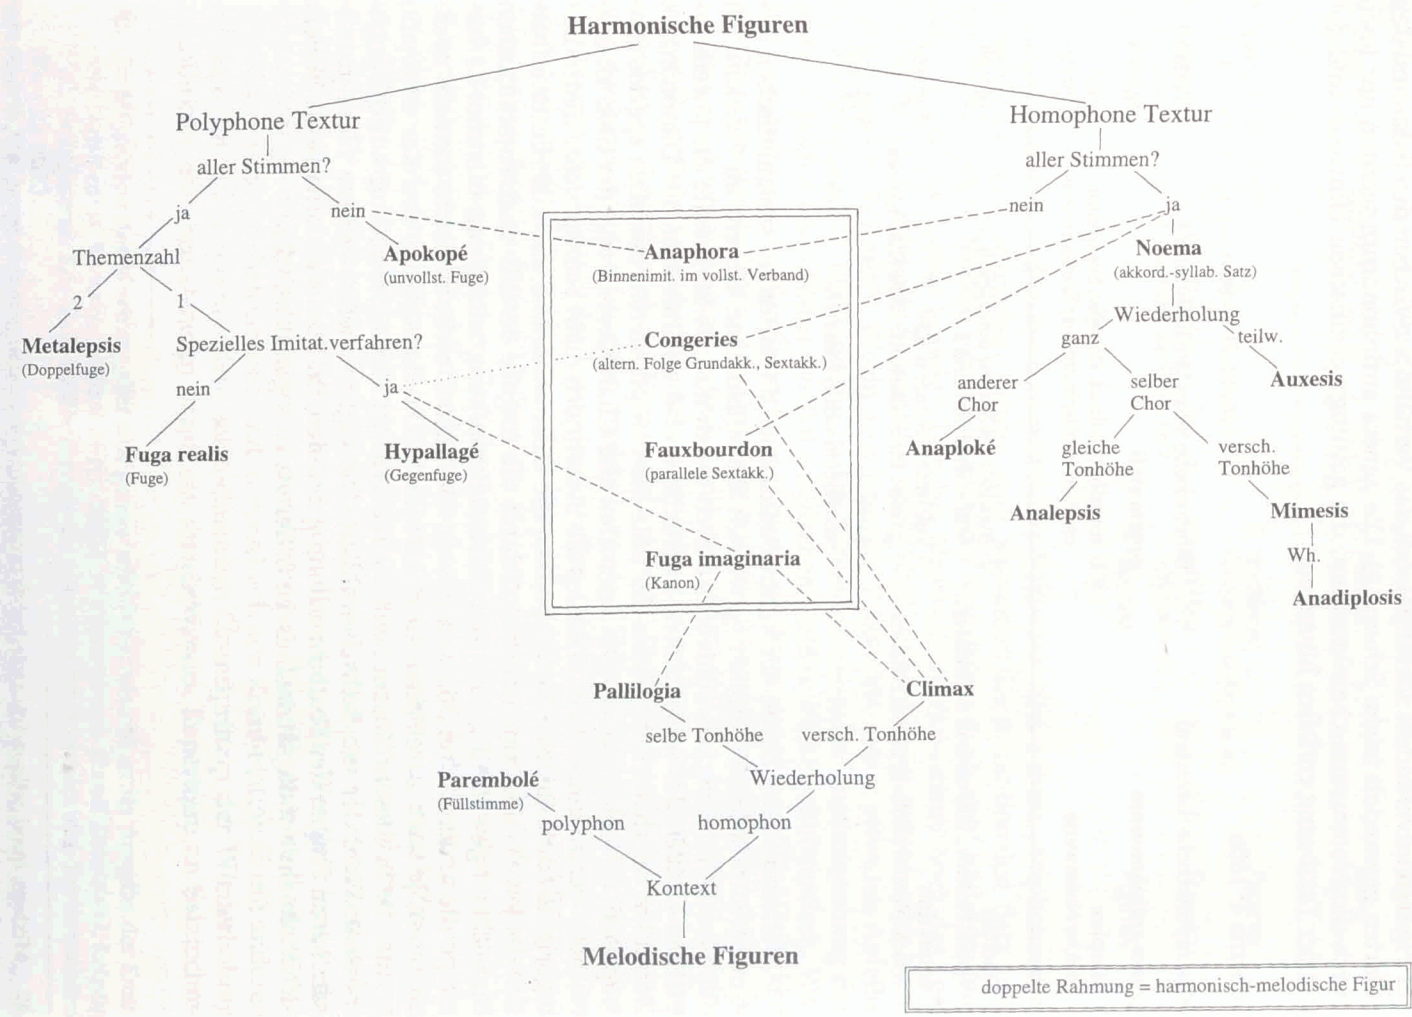 Harmonische Figuren
Polyphone Textur
Homophone Textur
aller Stimmen?
aller Stimmen?
ja
nein
nein
ja
Themenzahl
Apokopé
(unvollst. Fuge)
Anaphora
(Binnenimit. im vollst. Verband)
Noema
(akkord.-syllab. Satz)
2
1
Wiederholung
Metalepsis
(Doppelfuge)
Spezielles Imitat.verfahren?
Congeries
(altern. Folge Grundakk., Sextakk.)
ganz
teilw.
nein
ja
anderer
Chor
selber
Chor
Auxesis
Fuga realis
(Fuge)
Hypallagé
(Gegenfuge)
Fauxbourdon
(parallele Sextakk.)
Anaploké
gleiche
Tonhöhe
versch.
Tonhöhe
Analepsis
Mimesis
Fuga imaginaria
(Kanon)
Wh.
Anadiplosis
Pallilogia
Climax
selbe Tonhöhe
versch. Tonhöhe
Parembolé
(Füllstimme)
Wiederholung
polyphon
homophon
Kontext
Melodische Figuren
doppelte Rahmung = harmonisch-melodische Figur